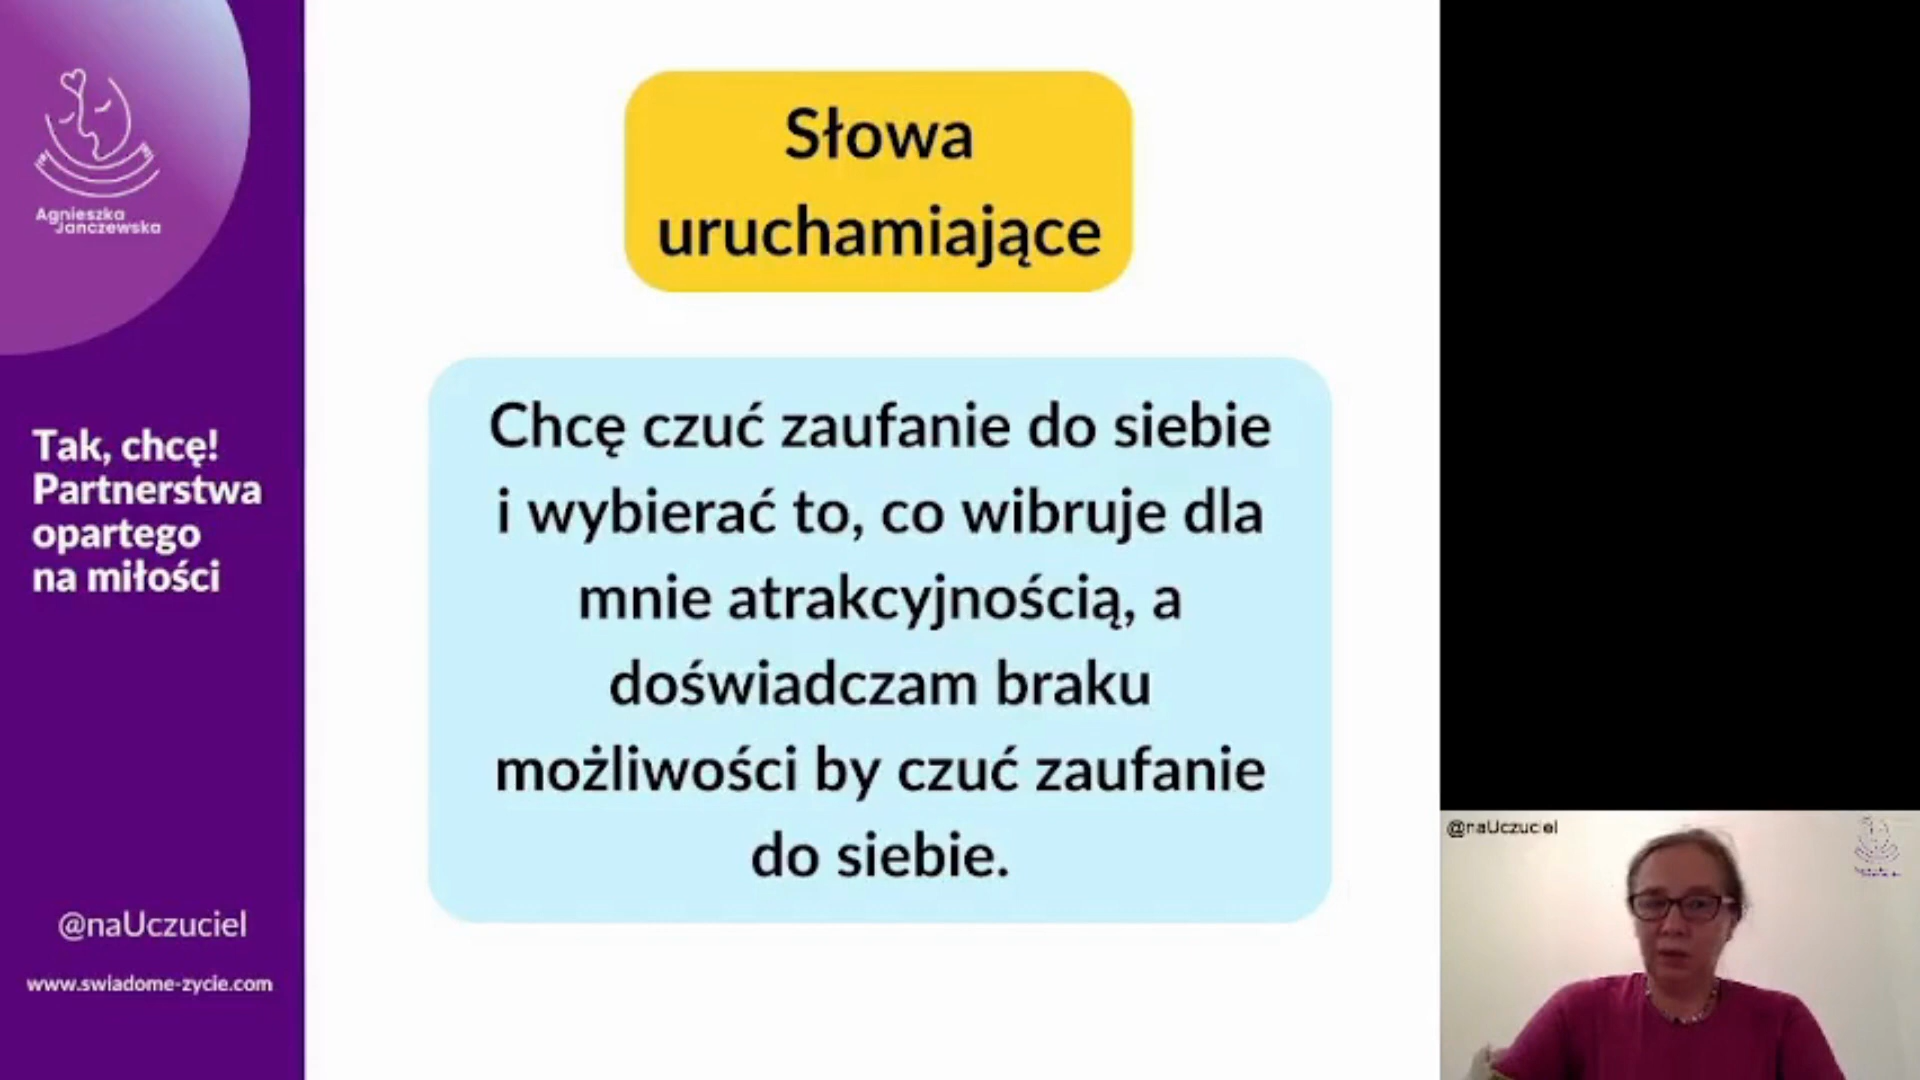 Agnieszka
Janczewska
Tak, chcę!
Partnerstwa
opartego
na miłości
@naUczuciel
www.swiadome-zycie.com
Słowa
uruchamiające
Chcę czuć zaufanie do siebie
i wybierać to, co wibruje dla
mnie atrakcyjnością, a
doświadczam braku
możliwości by czuć zaufanie
do siebie.
@naUczuciel